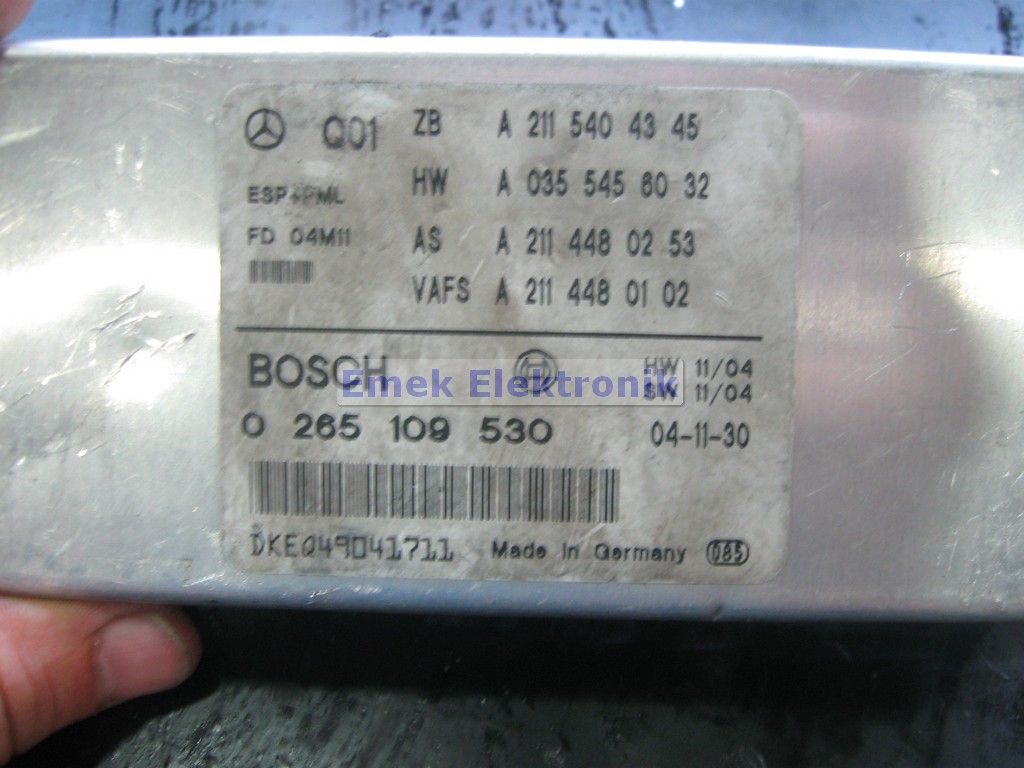 Q01 ZB A 211 540 43 45
ESP+PML HW A 035 545 60 32
FD 04M11 AS A 211 448 02 53
VAFS A 211 448 01 02
BOSCH HW 11/04
Emek Elektronik
SW 11/04
0 265 109 530 04-11-30
DKEQ49041711 Made In Germany 085